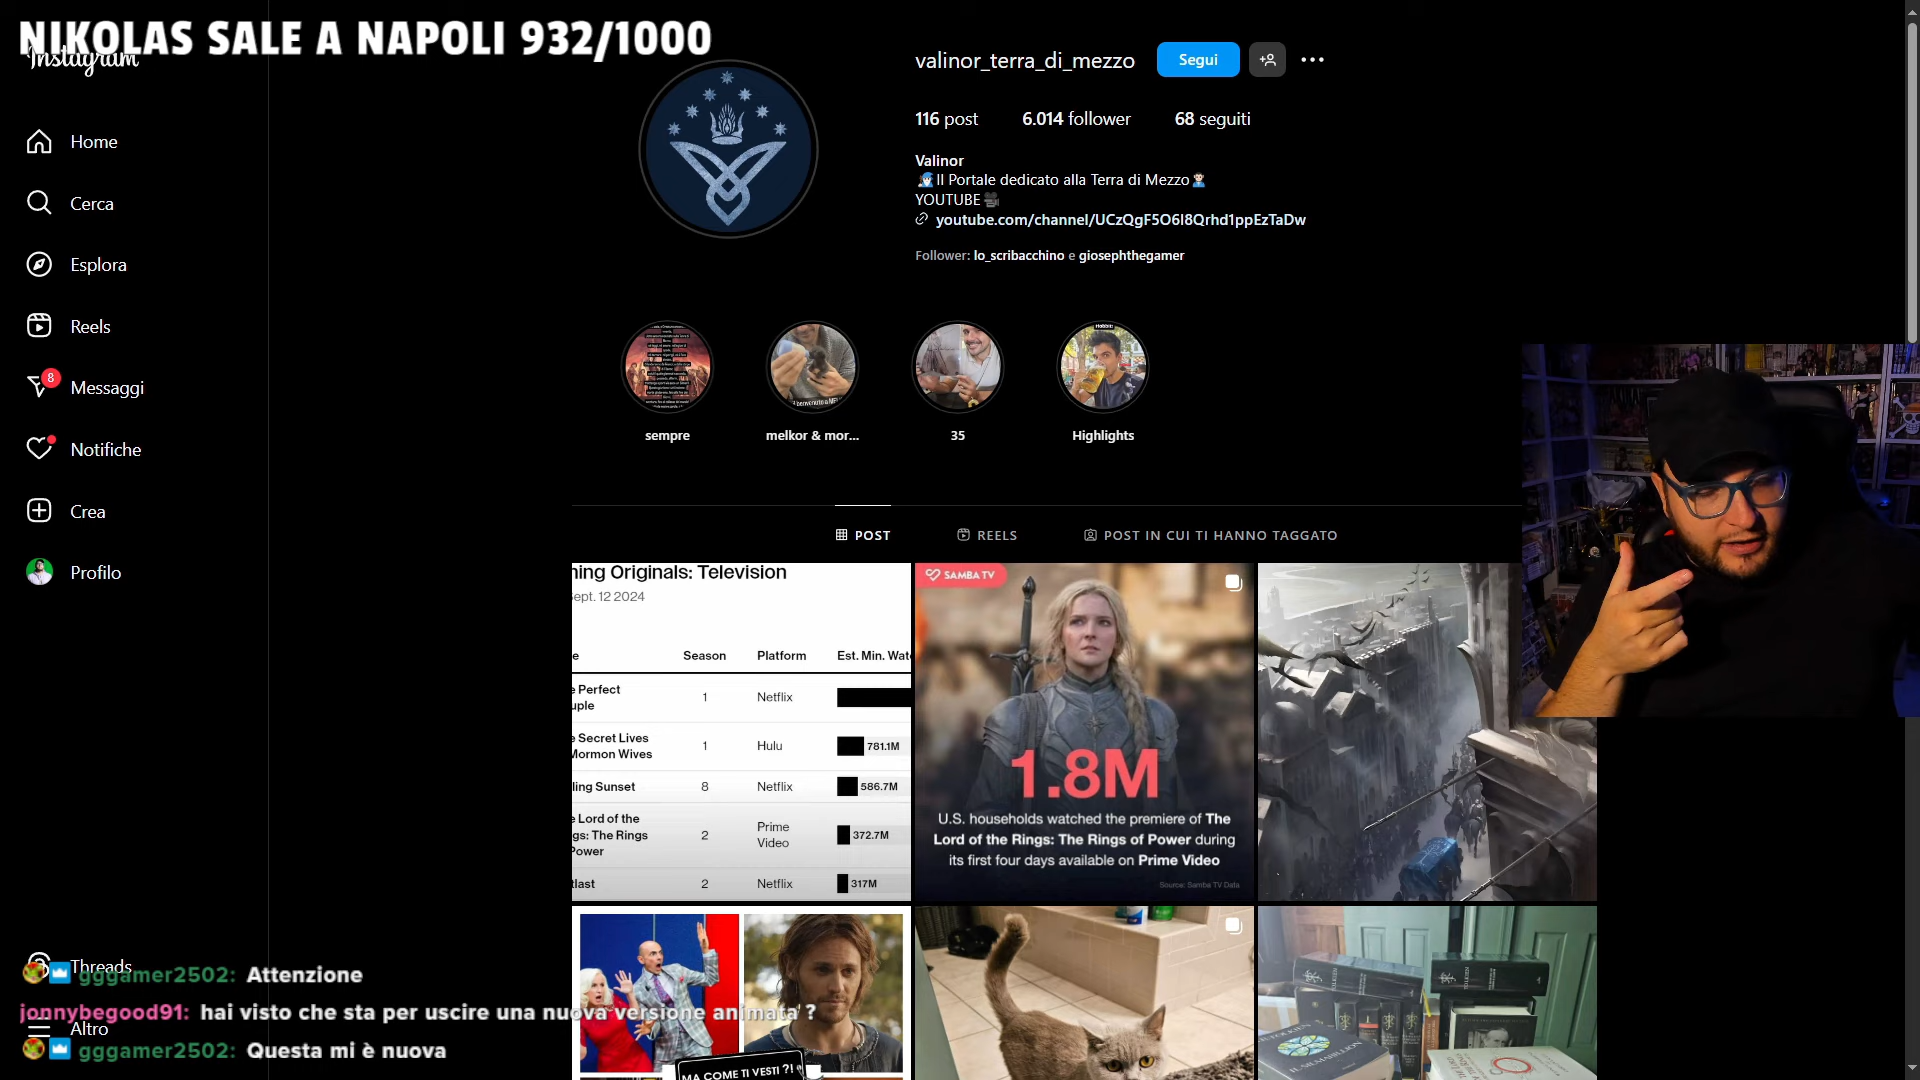 NIKOLAS SALE A NAPOLI 932/1000
Instagram
Home
Cerca
Esplora
Reels
8
Messaggi
Notifiche
Crea
Profilo
Threads
Altro
valinor_terra_di_mezzo
Segui
116 post
6.014 follower
68 seguiti
Valinor
Il Portale dedicato alla Terra di Mezzo
YOUTUBE
youtube.com/channel/UCzQgF5O6I8Qrhd1ppEzTaDw
Follower: lo_scribacchino e giosephthegamer
Hobbit:
sempre
melkor & mor...
35
Highlights
POST
REELS
POST IN CUI TI HANNO TAGGATO
ning Originals: Television
Sept. 12 2024
e Season Platform Est. Min. Wat
e Perfect
uple
1 Netflix
e Secret Lives
Mormon Wives
1 Hulu 781.1M
ling Sunset 8 Netflix 586.7M
e Lord of the
gs: The Rings
Power
2 Prime
Video
372.7M
tlast 2 Netflix 317M
SAMBA TV
1.8M
U.S. households watched the premiere of The
Lord of the Rings: The Rings of Power during
its first four days available on Prime Video
Source: Samba TV Data
MA COME TI VESTI ?!
gggamer2502: Attenzione
jonnybegood91: hai visto che sta per uscire una nuova versione animata ?
gggamer2502: Questa mi è nuova